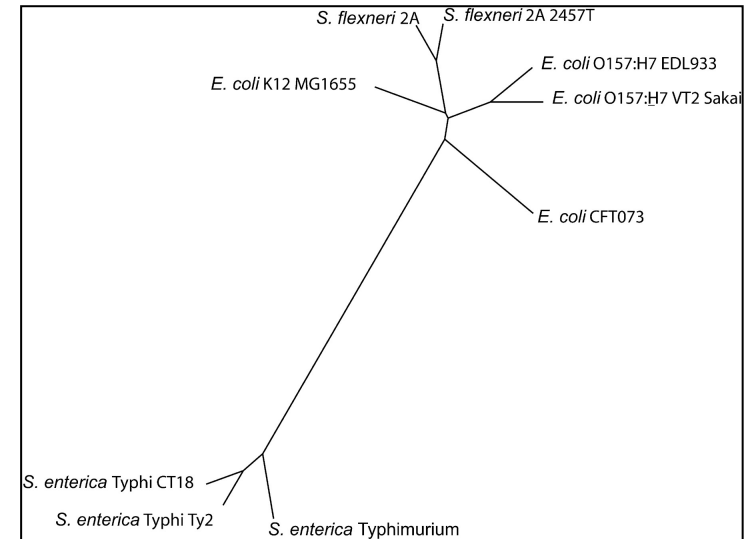 S. flexneri 2A
S. flexneri 2A 2457T
E. coli O157:H7 EDL933
E. coli K12 MG1655
E. coli O157:H7 VT2 Sakai
E. coli CFT073
S. enterica Typhi CT18
S. enterica Typhi Ty2
S. enterica Typhimurium